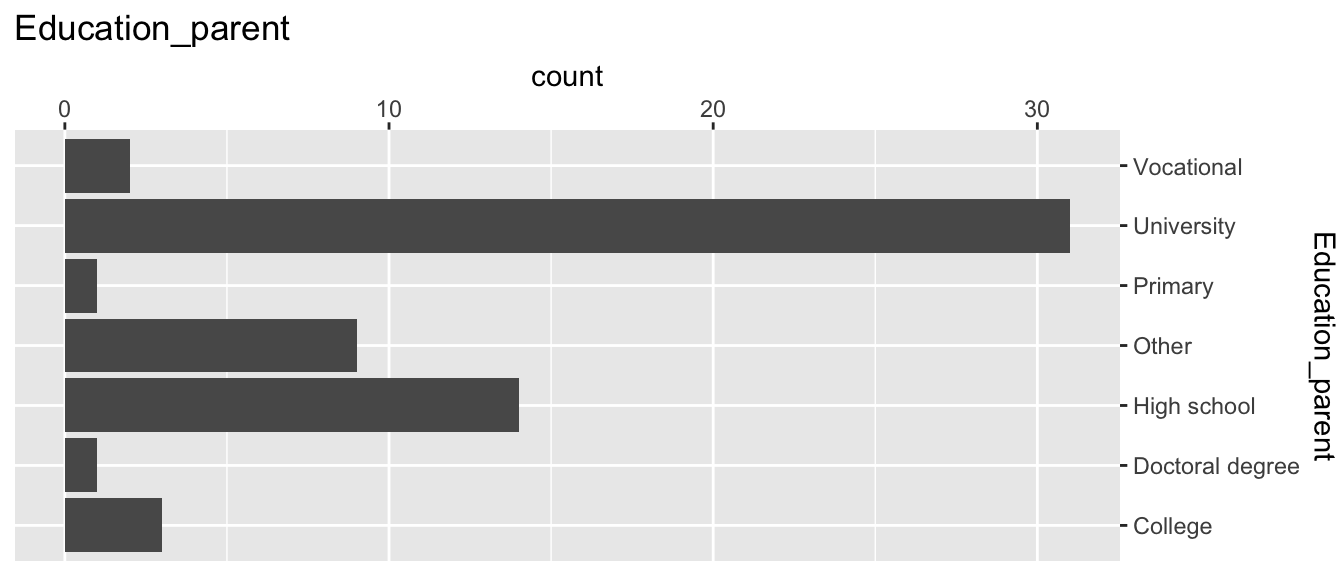 Education_parent
count
0 10 20 30
Vocational
University
Primary
Other
High school
Doctoral degree
College
Education_parent